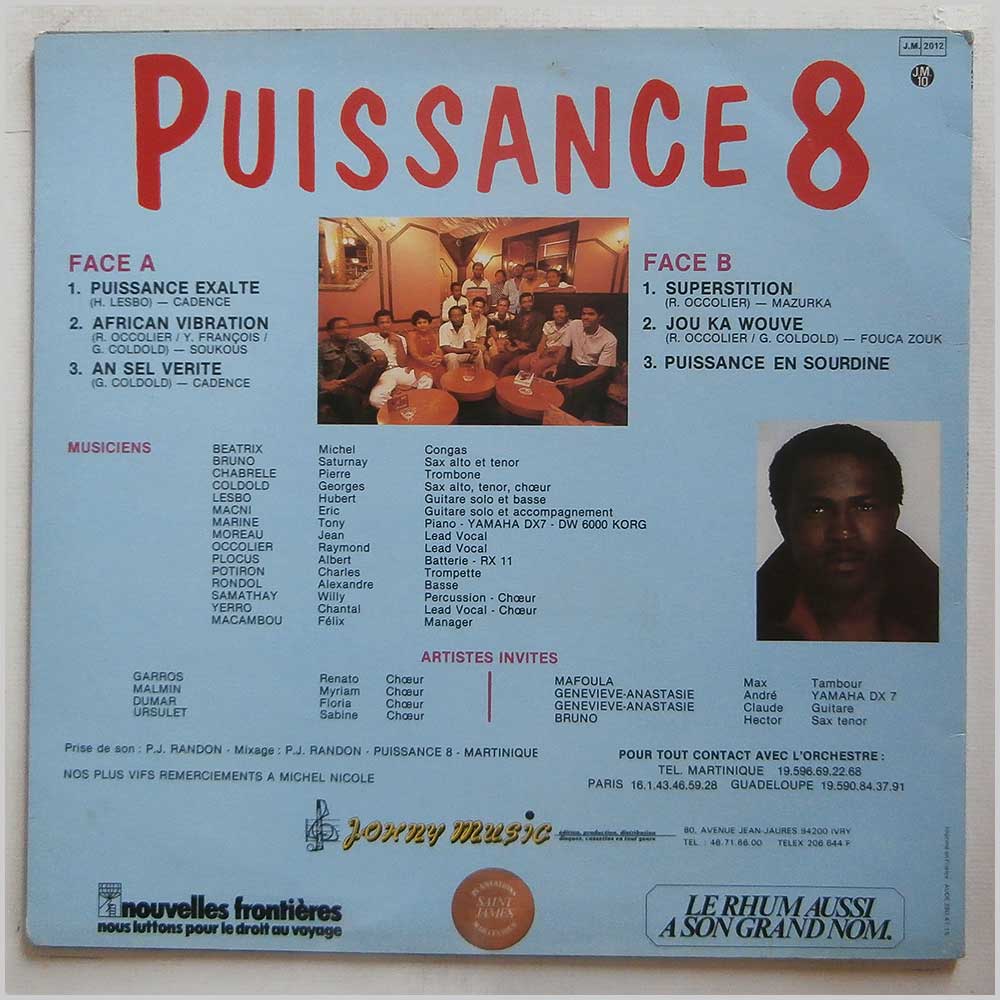 J.M. 2012
J.M. 10
PUISSANCE 8
FACE A
1. PUISSANCE EXALTE
(H. LESBO) — CADENCE
2. AFRICAN VIBRATION
(R. OCCOLIER / Y. FRANÇOIS /
G. COLDOLD) — SOUKOUS
3. AN SEL VERITE
(G. COLDOLD) — CADENCE
FACE B
1. SUPERSTITION
(R. OCCOLIER) — MAZURKA
2. JOU KA WOUVE
(R. OCCOLIER / G. COLDOLD) — FOUCA ZOUK
3. PUISSANCE EN SOURDINE
MUSICIENS
BEATRIX Michel Congas
BRUNO Saturnay Sax alto et tenor
CHABRELE Pierre Trombone
COLDOLD Georges Sax alto, tenor, chœur
LESBO Hubert Guitare solo et basse
MACNI Eric Guitare solo et accompagnement
MARINE Tony Piano - YAMAHA DX7 - DW 6000 KORG
MOREAU Jean Lead Vocal
OCCOLIER Raymond Lead Vocal
PLOCUS Albert Batterie - RX 11
POTIRON Charles Trompette
RONDOL Alexandre Basse
SAMATHAY Willy Percussion - Chœur
YERRO Chantal Lead Vocal - Chœur
MACAMBOU Félix Manager
ARTISTES INVITES
GARROS Renato Chœur
MALMIN Myriam Chœur
DUMAR Floria Chœur
URSULET Sabine Chœur
MAFOULA Max Tambour
GENEVIEVE-ANASTASIE André YAMAHA DX 7
GENEVIEVE-ANASTASIE Claude Guitare
BRUNO Hector Sax tenor
Prise de son : P.J. RANDON - Mixage : P.J. RANDON - PUISSANCE 8 - MARTINIQUE
NOS PLUS VIFS REMERCIEMENTS A MICHEL NICOLE
POUR TOUT CONTACT AVEC L'ORCHESTRE :
TEL. MARTINIQUE 19.596.69.22.68
PARIS 16.1.43.46.59.28 GUADELOUPE 19.590.84.37.91
JOHNY MUSIC
édition, production, distribution
disques, cassettes en tout genre
80, AVENUE JEAN-JAURES 94200 IVRY
TEL. : 46.71.66.00 TELEX 206 644 F
nouvelles frontières
nous luttons pour le droit au voyage
PLANTATIONS
SAINT
JAMES
LE RHUM AUSSI
A SON GRAND NOM.